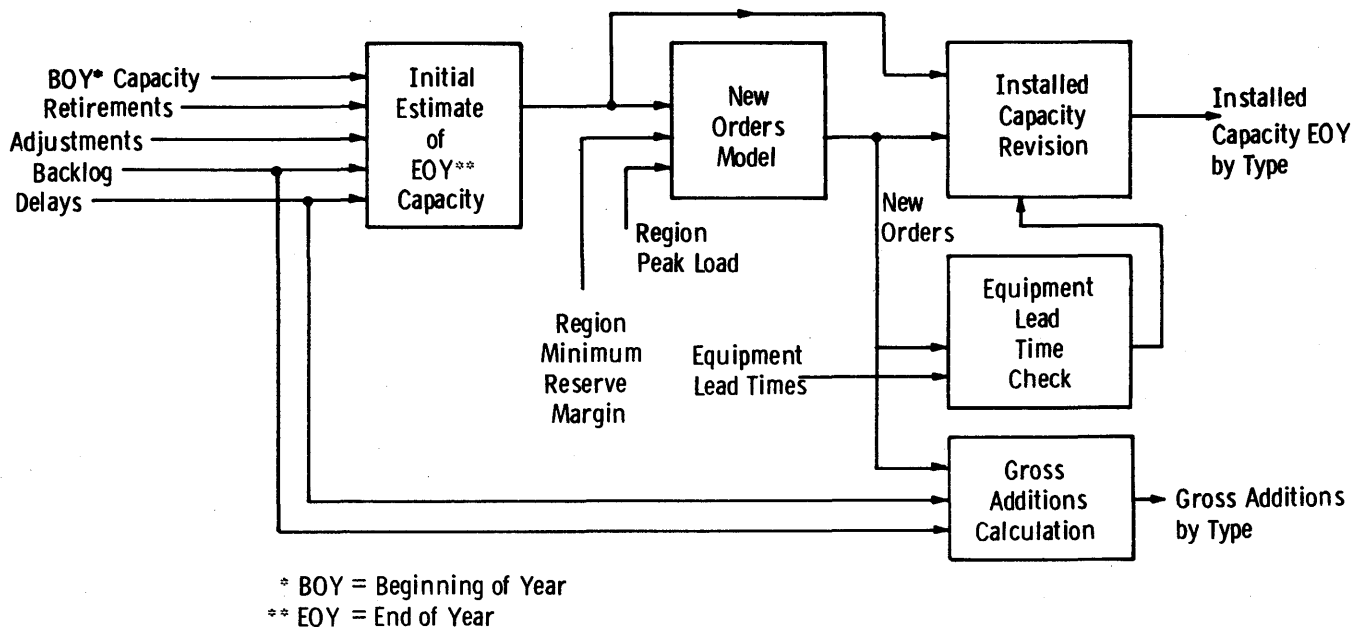 BOY* Capacity
Retirements
Adjustments
Backlog
Delays
Initial
Estimate
of
EOY**
Capacity
New
Orders
Model
Installed
Capacity
Revision
Installed
Capacity EOY
by Type
Region
Peak Load
New
Orders
Region
Minimum
Reserve
Margin
Equipment
Lead Times
Equipment
Lead
Time
Check
Gross
Additions
Calculation
Gross Additions
by Type
* BOY = Beginning of Year
** EOY = End of Year